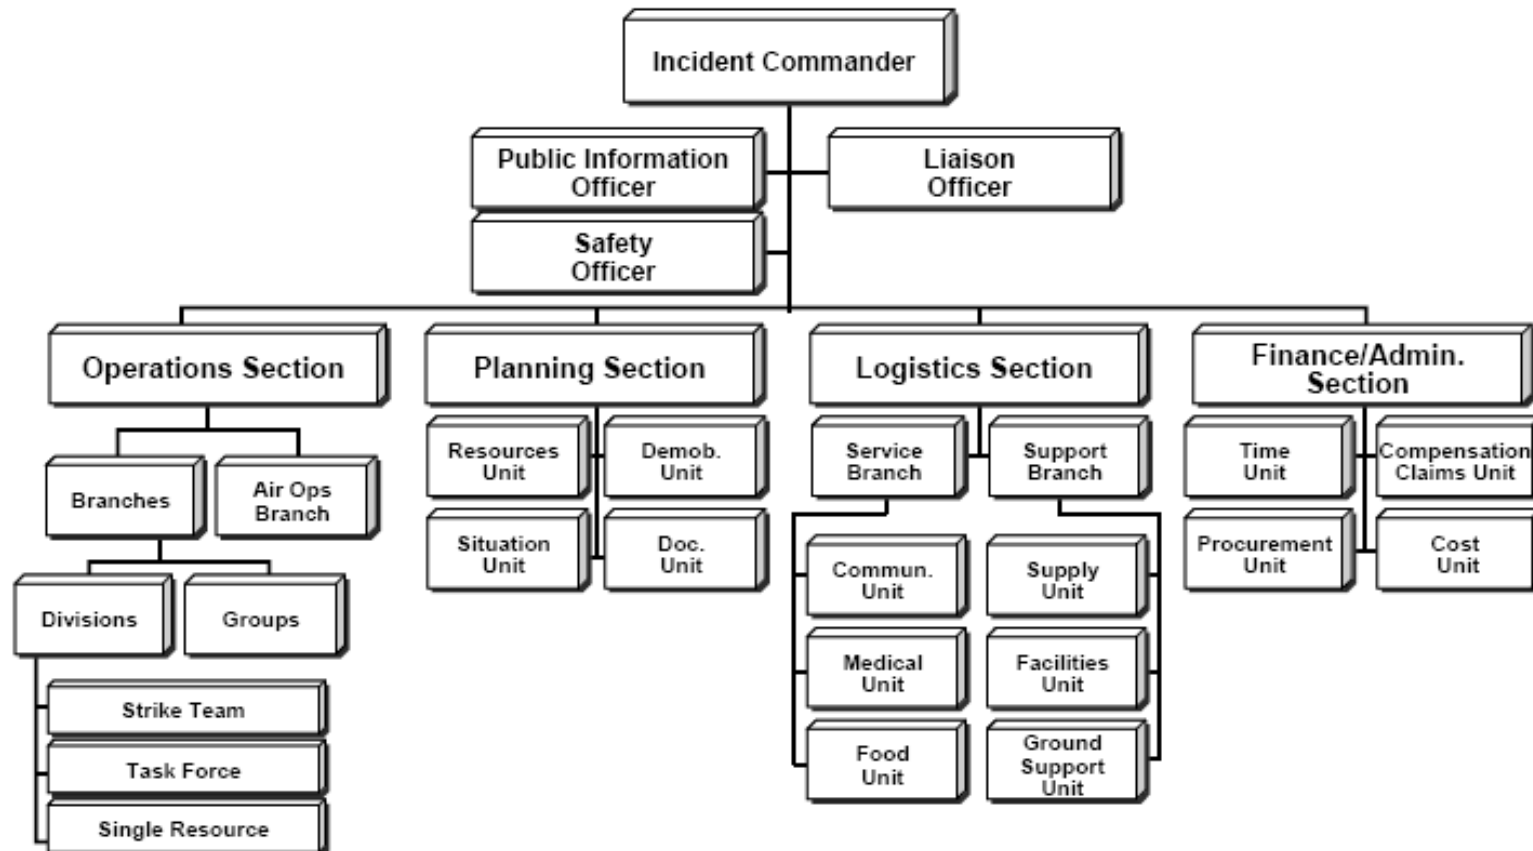 Incident Commander
Public Information
Officer
Liaison
Officer
Safety
Officer
Operations Section
Planning Section
Logistics Section
Finance/Admin.
Section
Branches
Air Ops
Branch
Divisions
Groups
Strike Team
Task Force
Single Resource
Resources
Unit
Demob.
Unit
Situation
Unit
Doc.
Unit
Service
Branch
Support
Branch
Commun.
Unit
Supply
Unit
Medical
Unit
Facilities
Unit
Food
Unit
Ground
Support
Unit
Time
Unit
Compensation
Claims Unit
Procurement
Unit
Cost
Unit